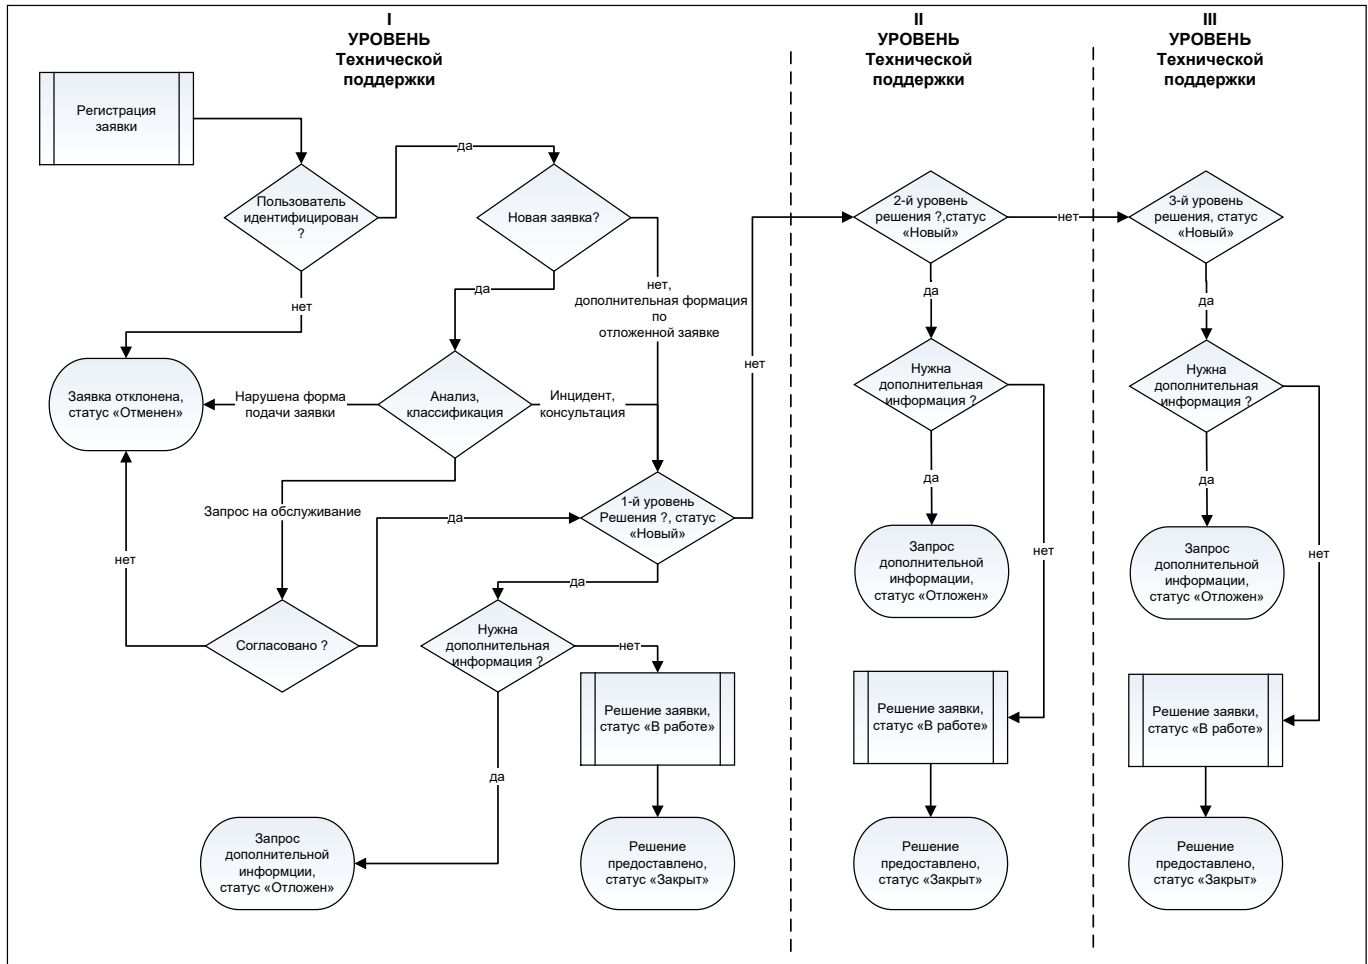 I
УРОВЕНЬ
Технической
поддержки
II
УРОВЕНЬ
Технической
поддержки
III
УРОВЕНЬ
Технической
поддержки
Регистрация
заявки
да
Пользователь
идентифицирован
?
Новая заявка?
2-й уровень
решения ?,статус
«Новый»
нет
3-й уровень
решения, статус
«Новый»
нет
да
нет,
дополнительная формация
по
отложенной заявке
да
да
нет
Заявка отклонена,
статус «Отменен»
Нарушена форма
подачи заявки
Анализ,
классификация
Инцидент,
консультация
Нужна
дополнительная
информация ?
Нужна
дополнительная
информация ?
да
да
Запрос на обслуживание
да
1-й уровень
Решения ?, статус
«Новый»
нет
да
Запрос
дополнительной
информации,
статус «Отложен»
нет
Запрос
дополнительной
информации,
статус «Отложен»
нет
Согласовано ?
Нужна
дополнительная
информация ?
нет
Решение заявки,
статус «В работе»
Решение заявки,
статус «В работе»
Решение заявки,
статус «В работе»
да
Запрос
дополнительной
информции,
статус «Отложен»
Решение
предоставлено,
статус «Закрыт»
Решение
предоставлено,
статус «Закрыт»
Решение
предоставлено,
статус «Закрыт»